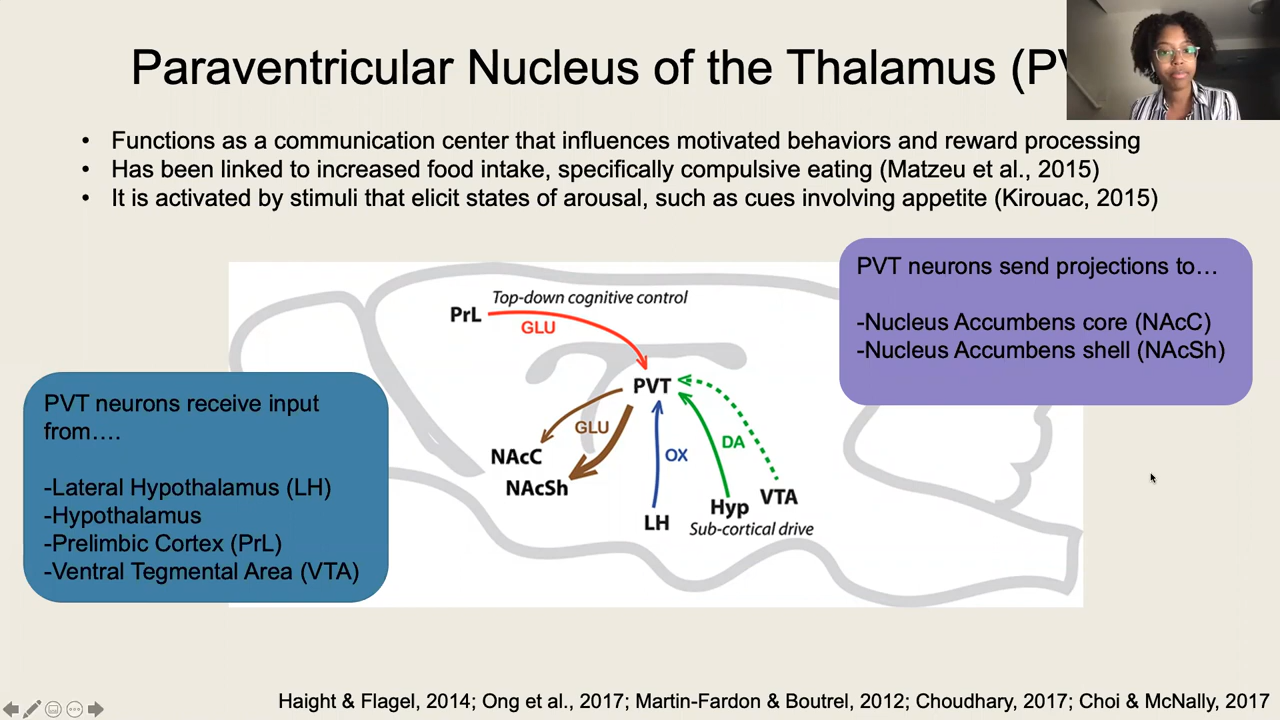 Paraventricular Nucleus of the Thalamus (PV
• Functions as a communication center that influences motivated behaviors and reward processing
• Has been linked to increased food intake, specifically compulsive eating (Matzeu et al., 2015)
• It is activated by stimuli that elicit states of arousal, such as cues involving appetite (Kirouac, 2015)
PVT neurons send projections to…
-Nucleus Accumbens core (NAcC)
-Nucleus Accumbens shell (NAcSh)
Top-down cognitive control
PrL
GLU
PVT
GLU
DA
OX
NAcC
NAcSh
VTA
Hyp
LH
Sub-cortical drive
PVT neurons receive input
from….
-Lateral Hypothalamus (LH)
-Hypothalamus
-Prelimbic Cortex (PrL)
-Ventral Tegmental Area (VTA)
Haight & Flagel, 2014; Ong et al., 2017; Martin-Fardon & Boutrel, 2012; Choudhary, 2017; Choi & McNally, 2017